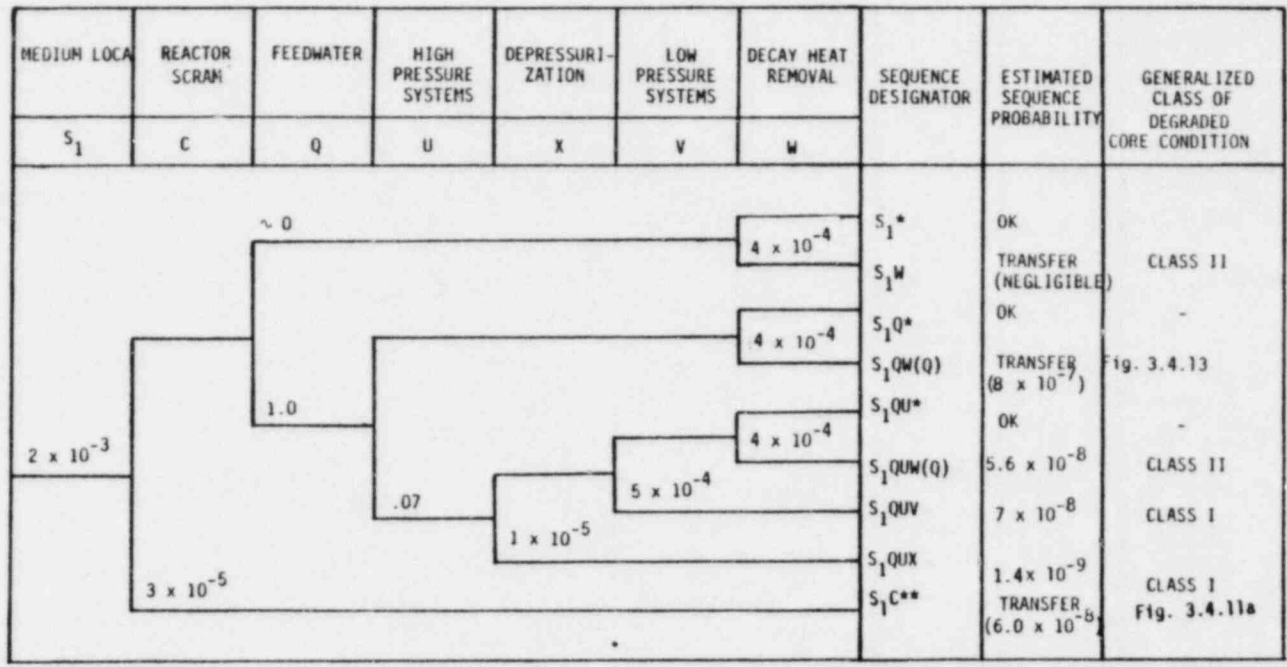 MEDIUM LOCA
REACTOR
SCRAM
FEEDWATER
HIGH
PRESSURE
SYSTEMS
DEPRESSURI-
ZATION
LOW
PRESSURE
SYSTEMS
DECAY HEAT
REMOVAL
SEQUENCE
DESIGNATOR
ESTIMATED
SEQUENCE
PROBABILITY
GENERALIZED
CLASS OF
DEGRADED
CORE CONDITION
S₁
C
Q
U
X
V
W
~ 0
4 x 10⁻⁴
S₁*
OK
S₁W
TRANSFER
(NEGLIGIBLE)
CLASS II
S₁Q*
OK
-
4 x 10⁻⁴
S₁QW(Q)
TRANSFER
(8 x 10⁻⁷)
Fig. 3.4.13
1.0
S₁QU*
OK
-
4 x 10⁻⁴
2 x 10⁻³
S₁QUW(Q)
5.6 x 10⁻⁸
CLASS II
5 x 10⁻⁴
.07
S₁QUV
7 x 10⁻⁸
CLASS I
1 x 10⁻⁵
S₁QUX
1.4x 10⁻⁹
CLASS I
3 x 10⁻⁵
S₁C**
TRANSFER
(6.0 x 10⁻⁸)
Fig. 3.4.11a